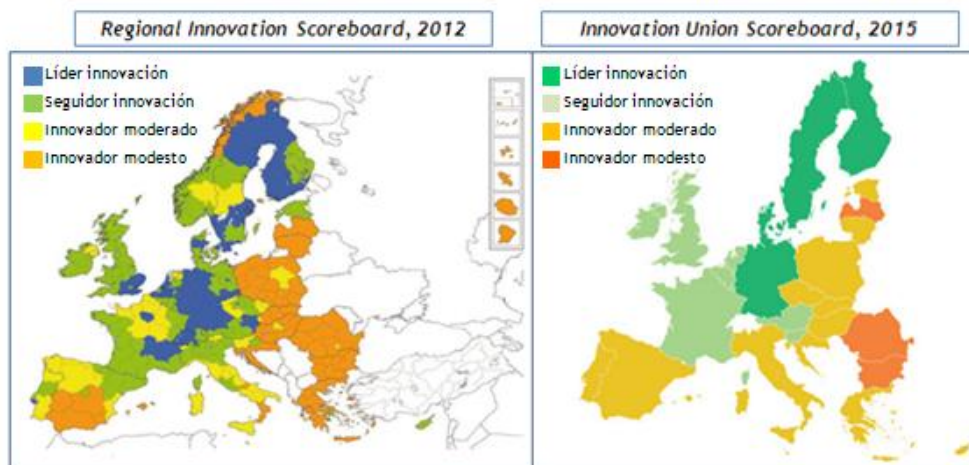 Regional Innovation Scoreboard, 2012
Líder innovación
Seguidor innovación
Innovador moderado
Innovador modesto
Innovation Union Scoreboard, 2015
Líder innovación
Seguidor innovación
Innovador moderado
Innovador modesto